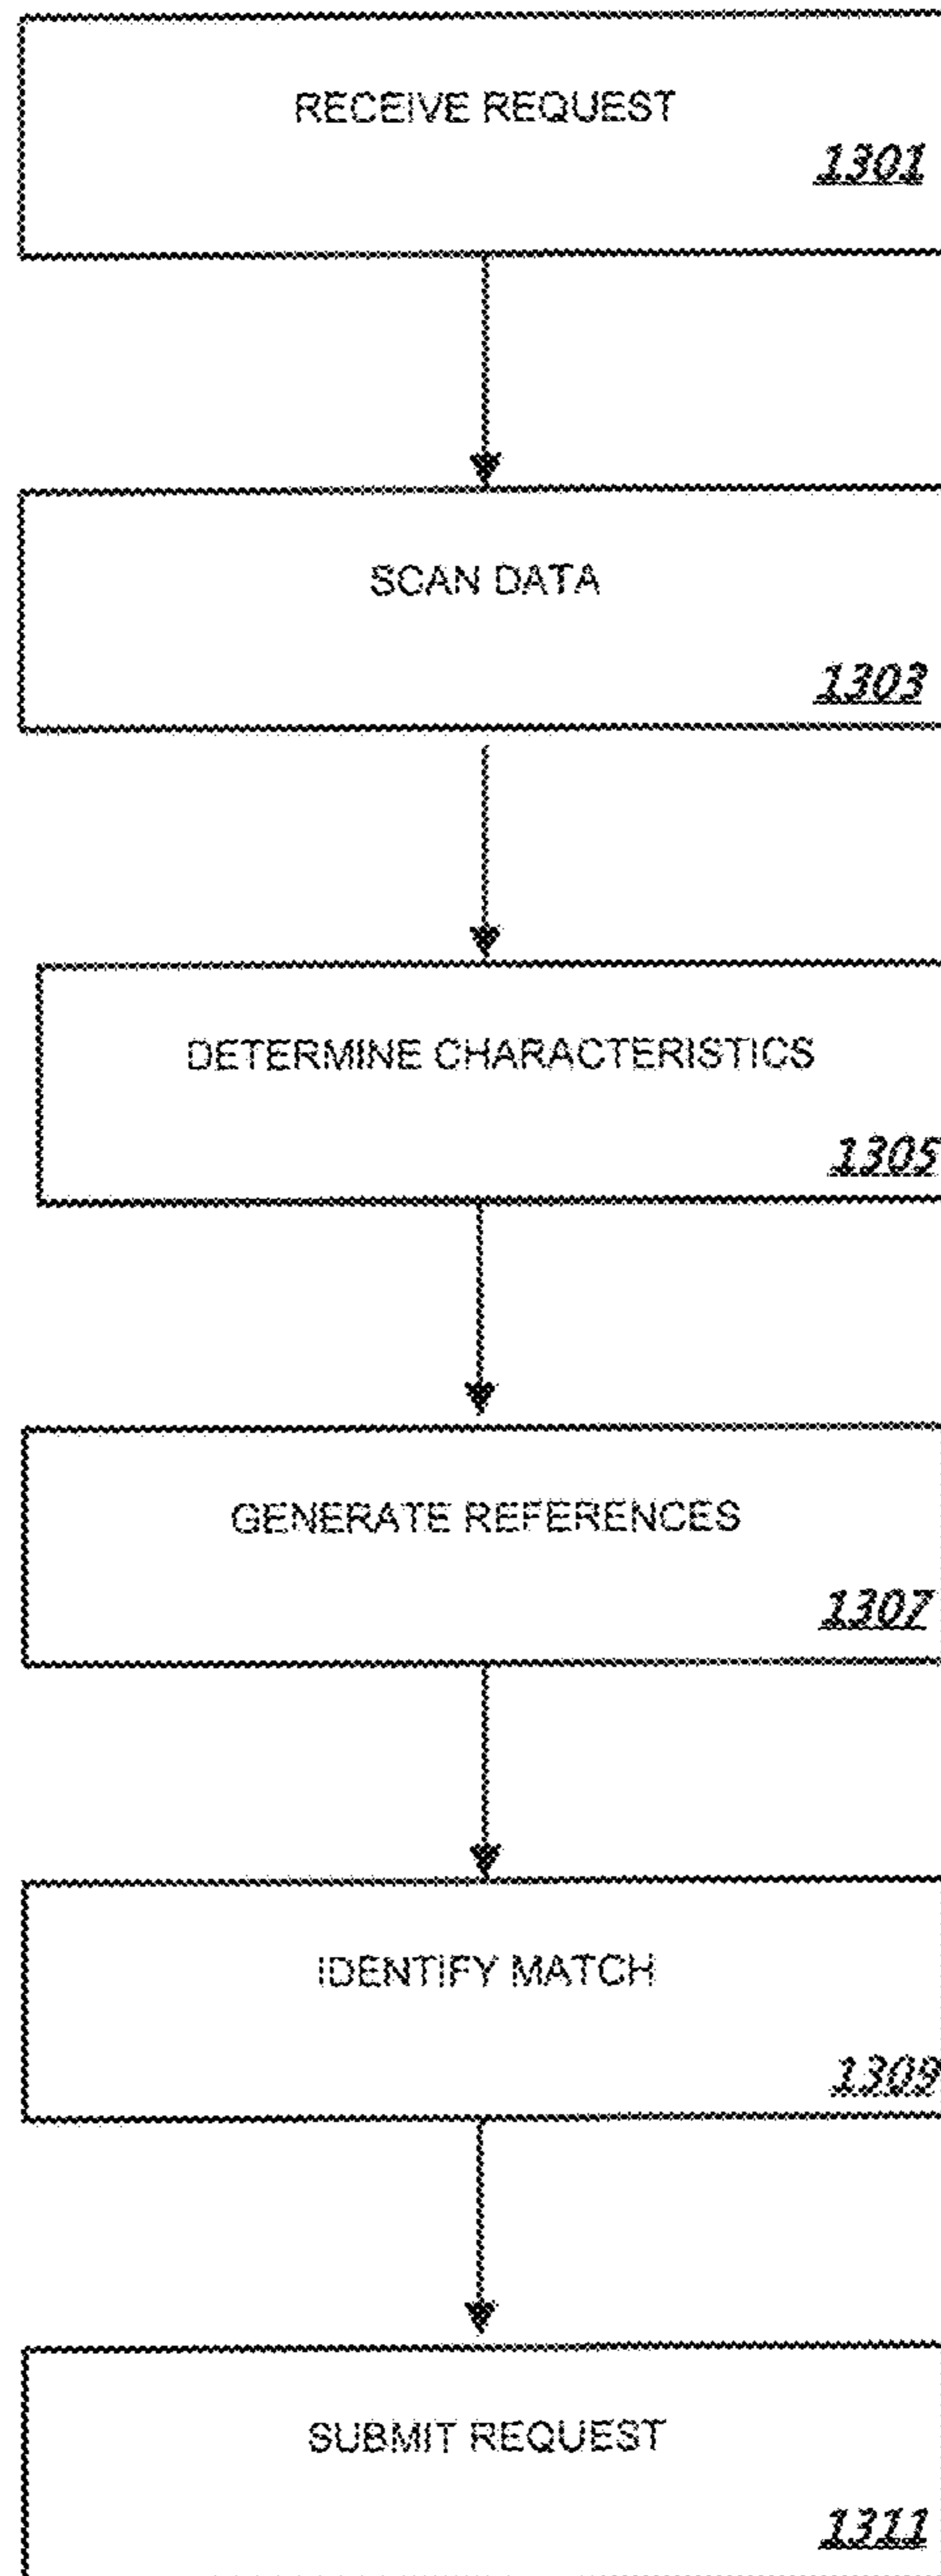 RECEIVE REQUEST
1301
SCAN DATA
1303
DETERMINE CHARACTERISTICS
1305
GENERATE REFERENCES
1307
IDENTIFY MATCH
1309
SUBMIT REQUEST
1311